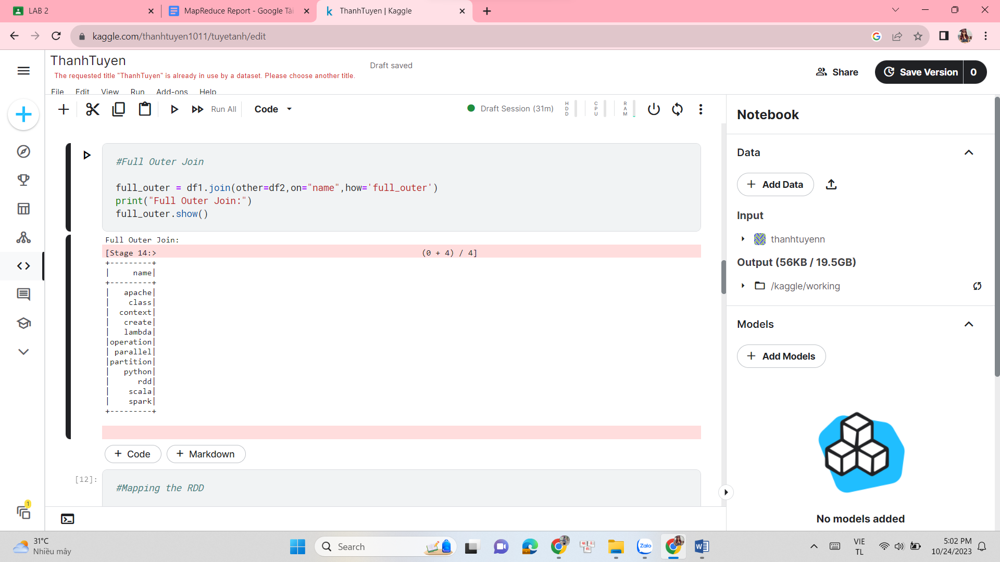 LAB 2
MapReduce Report - Google Tài
ThanhTuyen | Kaggle
kaggle.com/thanhtuyen1011/tuyetanh/edit
ThanhTuyen
Draft saved
The requested title "ThanhTuyen" is already in use by a dataset. Please choose another title.
Share
Save Version
0
File Edit View Run Add-ons Help
Run All
Code
Draft Session (31m)
HDD
CPU
RAM
#Full Outer Join
full_outer = df1.join(other=df2,on="name",how='full_outer')
print("Full Outer Join:")
full_outer.show()
Full Outer Join:
[Stage 14:> (0 + 4) / 4]
+---------+
|     name|
+---------+
|   apache|
|    class|
|  context|
|   create|
|   lambda|
|operation|
| parallel|
|partition|
|   python|
|      rdd|
|    scala|
|    spark|
+---------+
+ Code
+ Markdown
[12]:
#Mapping the RDD
Notebook
Data
+ Add Data
Input
thanhtuyenn
Output (56KB / 19.5GB)
/kaggle/working
Models
+ Add Models
No models added
1
31°C
Nhiều mây
Search
Zalo
VIE
TL
5:02 PM
10/24/2023